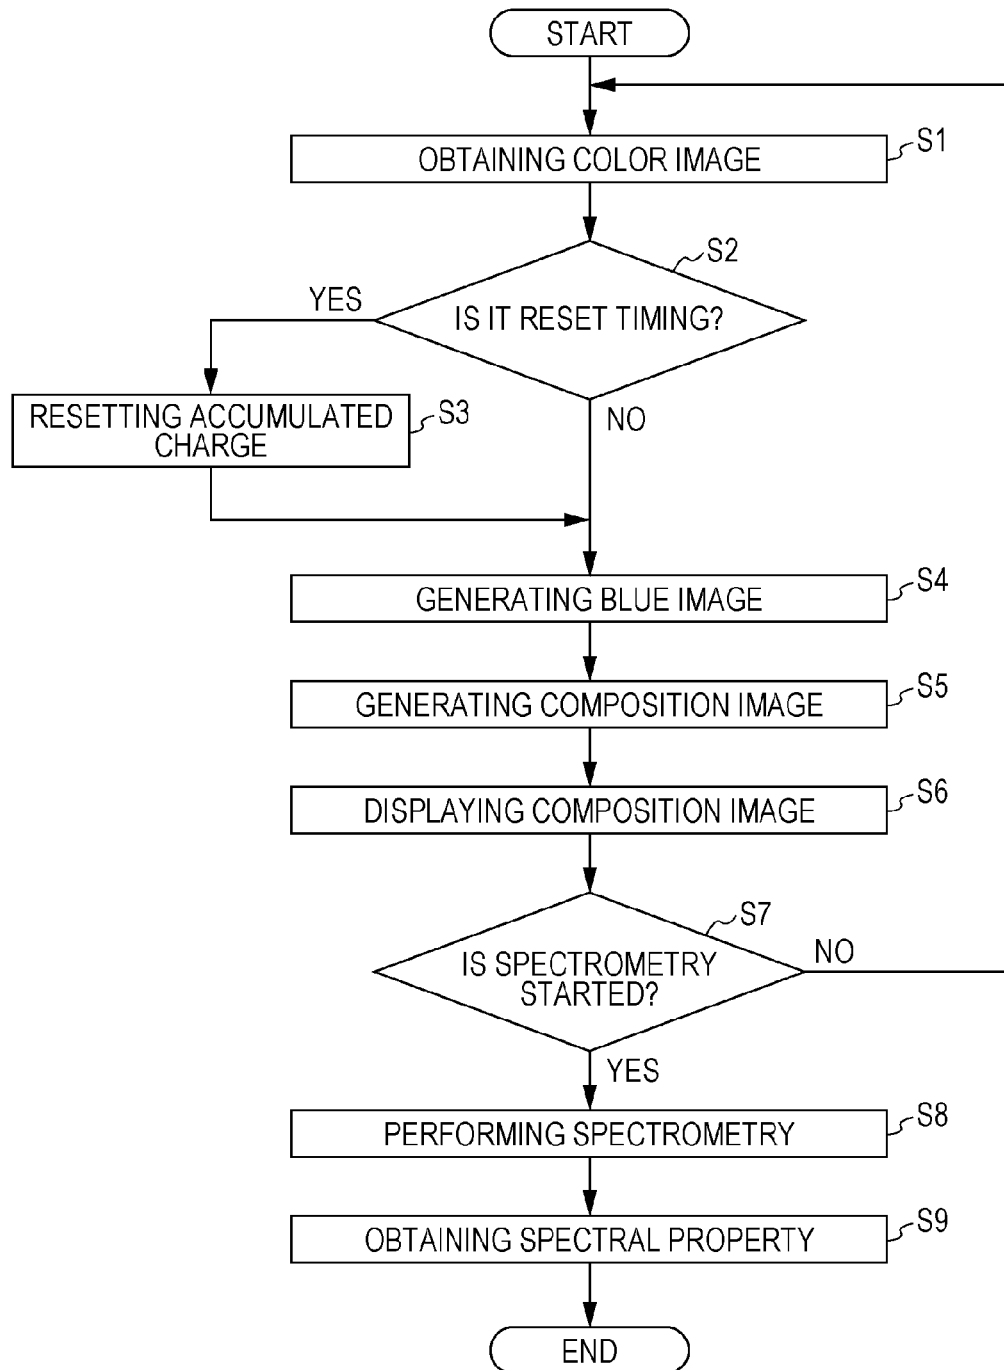 START
OBTAINING COLOR IMAGE
S1
S2
YES
IS IT RESET TIMING?
RESETTING ACCUMULATED
CHARGE
S3
NO
GENERATING BLUE IMAGE
S4
GENERATING COMPOSITION IMAGE
S5
DISPLAYING COMPOSITION IMAGE
S6
S7
IS SPECTROMETRY
STARTED?
NO
YES
PERFORMING SPECTROMETRY
S8
OBTAINING SPECTRAL PROPERTY
S9
END